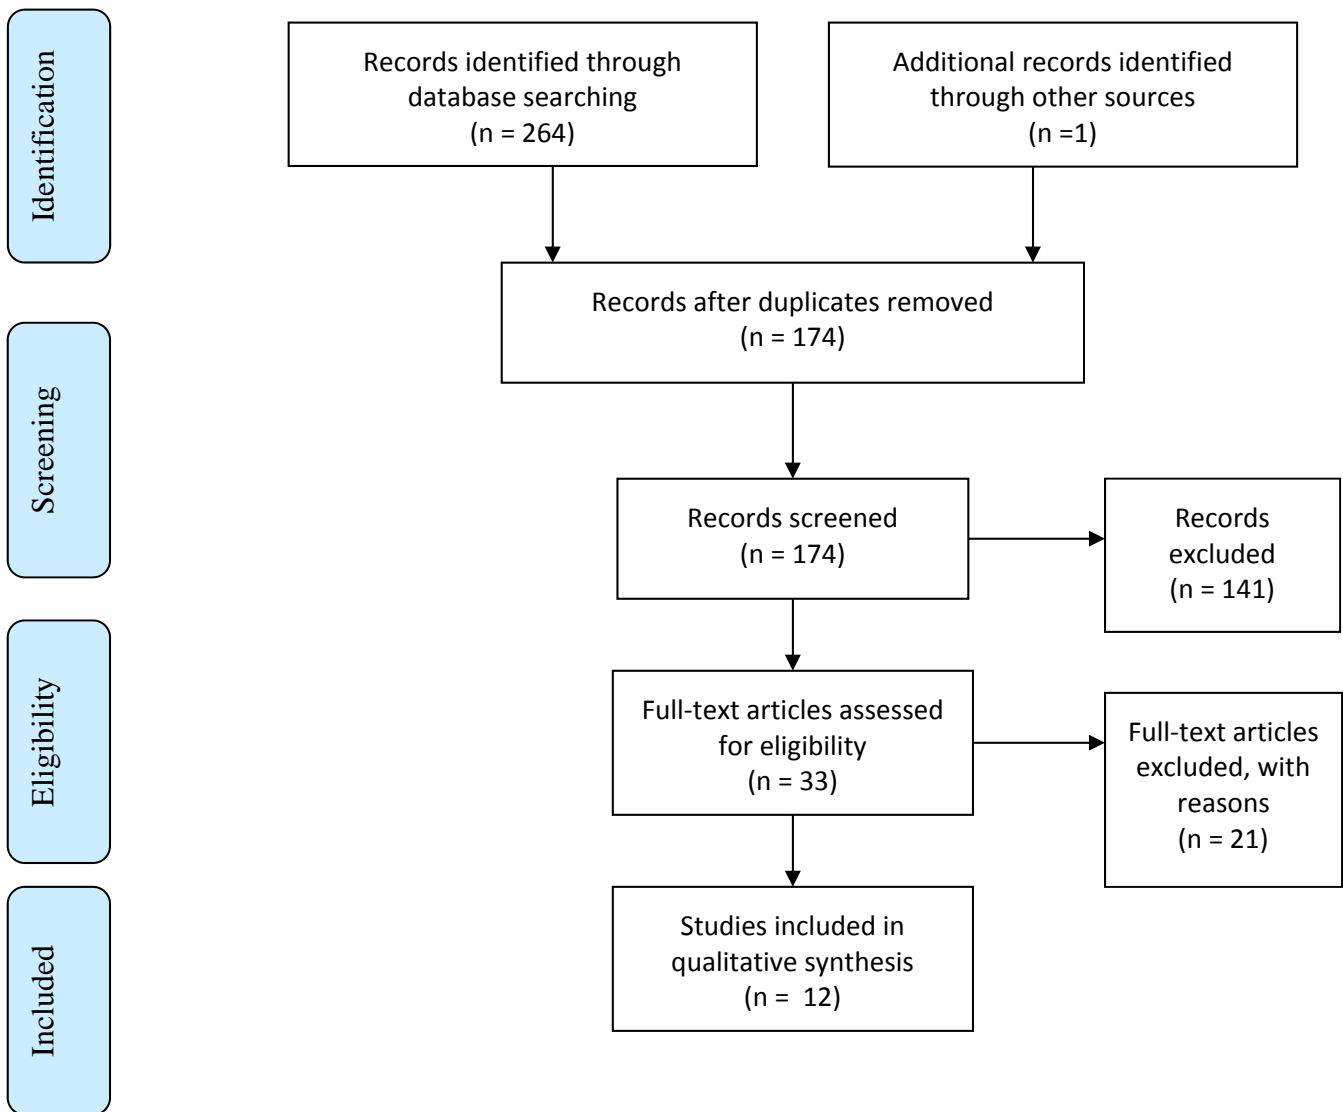 Identification
Records identified through
database searching
(n = 264)
Additional records identified
through other sources
(n =1)
Records after duplicates removed
(n = 174)
Screening
Records screened
(n = 174)
Records
excluded
(n = 141)
Eligibility
Full-text articles assessed
for eligibility
(n = 33)
Full-text articles
excluded, with
reasons
(n = 21)
Included
Studies included in
qualitative synthesis
(n =  12)